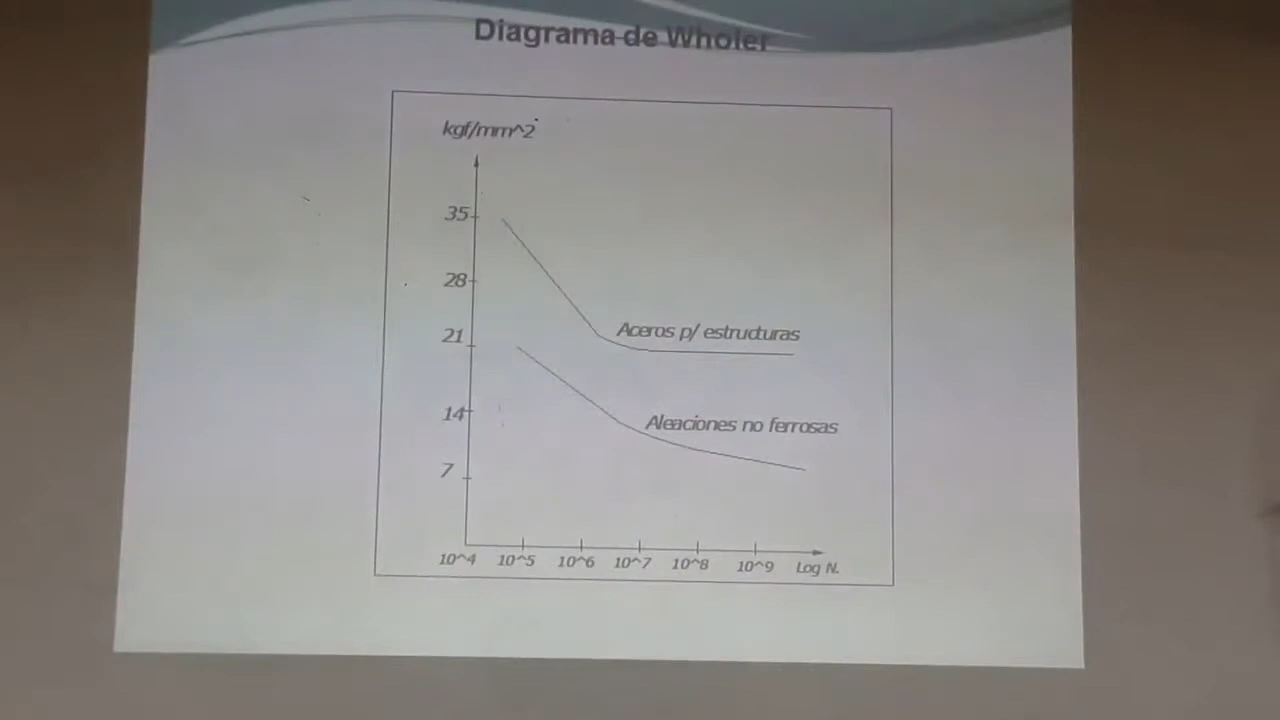 Diagrama de Wholer
kgf/mm^2
35
28
21
14
7
Aceros p/ estructuras
Aleaciones no ferrosas
10^4 10^5 10^6 10^7 10^8 10^9 Log N.